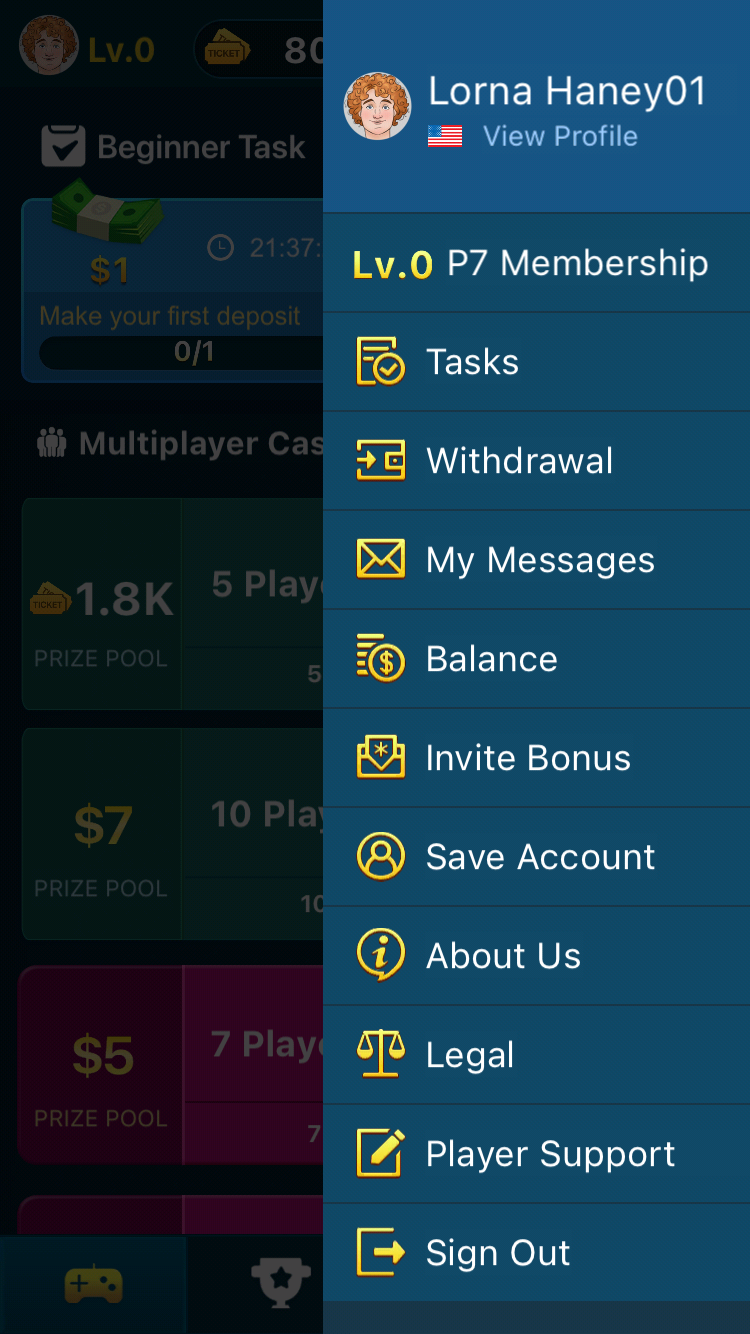 Lv.0
TICKET
80
Beginner Task
$1
21:37:
Make your first deposit
0/1
Multiplayer Cas
TICKET
1.8K
PRIZE POOL
5 Playe
5
$7
PRIZE POOL
10 Play
10
$5
PRIZE POOL
7 Playe
7
Lorna Haney01
View Profile
Lv.0 P7 Membership
Tasks
Withdrawal
My Messages
Balance
Invite Bonus
Save Account
About Us
Legal
Player Support
Sign Out